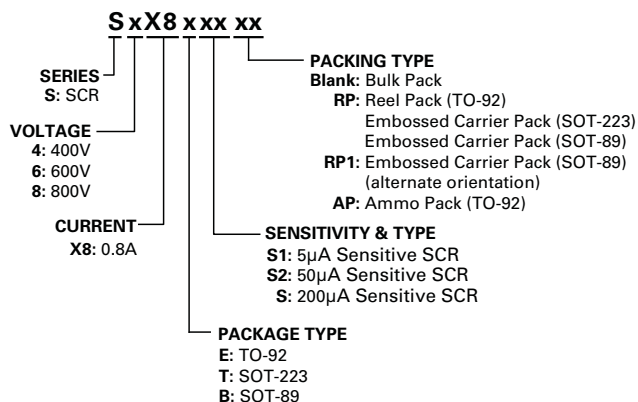 S x X8 x xx xx
SERIES
S: SCR
VOLTAGE
4: 400V
6: 600V
8: 800V
CURRENT
X8: 0.8A
PACKING TYPE
Blank: Bulk Pack
RP: Reel Pack (TO-92)
Embossed Carrier Pack (SOT-223)
Embossed Carrier Pack (SOT-89)
RP1: Embossed Carrier Pack (SOT-89)
(alternate orientation)
AP: Ammo Pack (TO-92)
SENSITIVITY & TYPE
S1: 5μA Sensitive SCR
S2: 50μA Sensitive SCR
S: 200μA Sensitive SCR
PACKAGE TYPE
E: TO-92
T: SOT-223
B: SOT-89